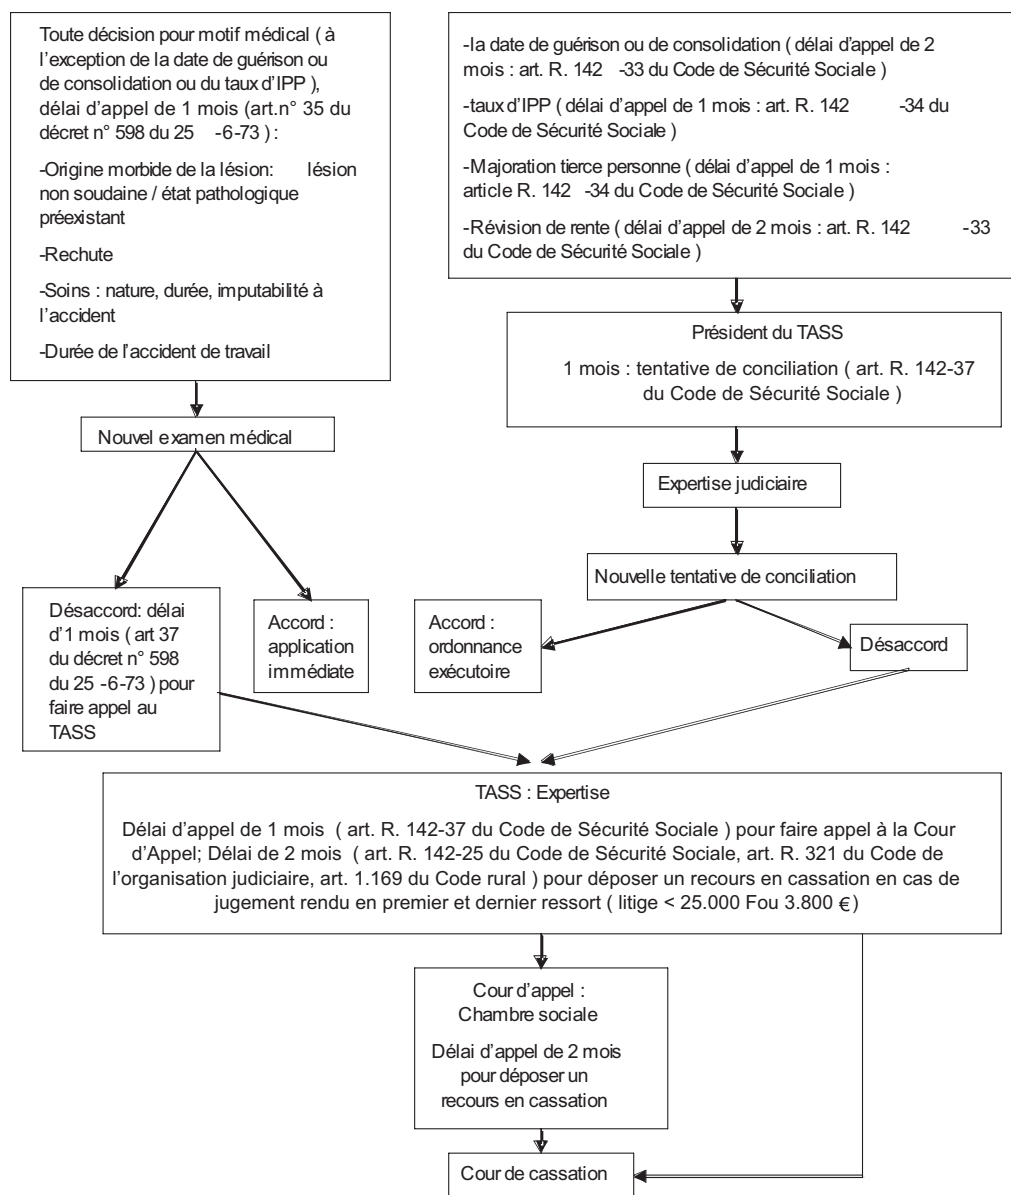 Toute décision pour motif médical ( à
l'exception de la date de guérison ou
de consolidation ou du taux d'IPP ),
délai d'appel de 1 mois (art.n° 35 du
décret n° 598 du 25 -6-73 ) :
-Origine morbide de la lésion: lésion
non soudaine / état pathologique
préexistant
-Rechute
-Soins : nature, durée, imputabilité à
l'accident
-Durée de l'accident de travail
-la date de guérison ou de consolidation ( délai d'appel de 2
mois : art. R. 142 -33 du Code de Sécurité Sociale )
-taux d'IPP ( délai d'appel de 1 mois : art. R. 142 -34 du
Code de Sécurité Sociale )
-Majoration tierce personne ( délai d'appel de 1 mois :
article R. 142 -34 du Code de Sécurité Sociale )
-Révision de rente ( délai d'appel de 2 mois : art. R. 142 -33
du Code de Sécurité Sociale )
Président du TASS
1 mois : tentative de conciliation ( art. R. 142-37
du Code de Sécurité Sociale )
Nouvel examen médical
Expertise judiciaire
Nouvelle tentative de conciliation
Désaccord: délai
d'1 mois ( art 37
du décret n° 598
du 25 -6-73 ) pour
faire appel au
TASS
Accord :
application
immédiate
Accord :
ordonnance
exécutoire
Désaccord
TASS : Expertise
Délai d'appel de 1 mois ( art. R. 142-37 du Code de Sécurité Sociale ) pour faire appel à la Cour
d'Appel; Délai de 2 mois ( art. R. 142-25 du Code de Sécurité Sociale, art. R. 321 du Code de
l'organisation judiciaire, art. 1.169 du Code rural ) pour déposer un recours en cassation en cas de
jugement rendu en premier et dernier ressort ( litige < 25.000 Fou 3.800 €)
Cour d'appel :
Chambre sociale
Délai d'appel de 2 mois
pour déposer un
recours en cassation
Cour de cassation